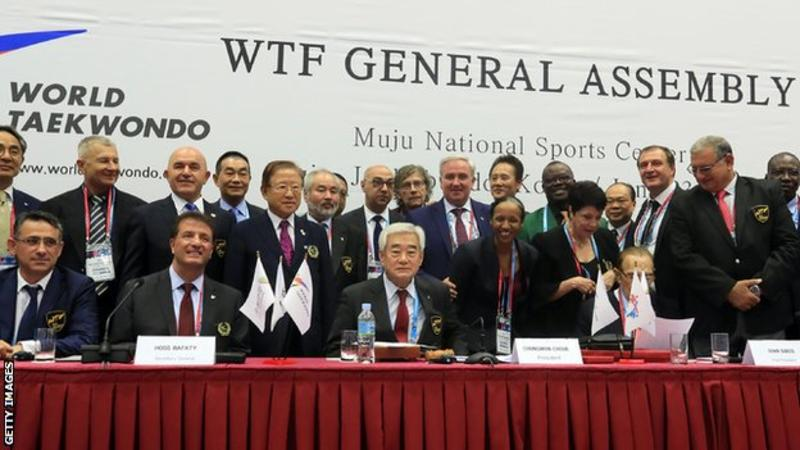 WTF GENERAL ASSEMBLY
WORLD
TAEKWONDO
www.worldtaekwondo.
Muju National Sports Cente
HOSS RAFATY
Secretary General
CHUNGWON CHOUE
President
GETTY IMAGES